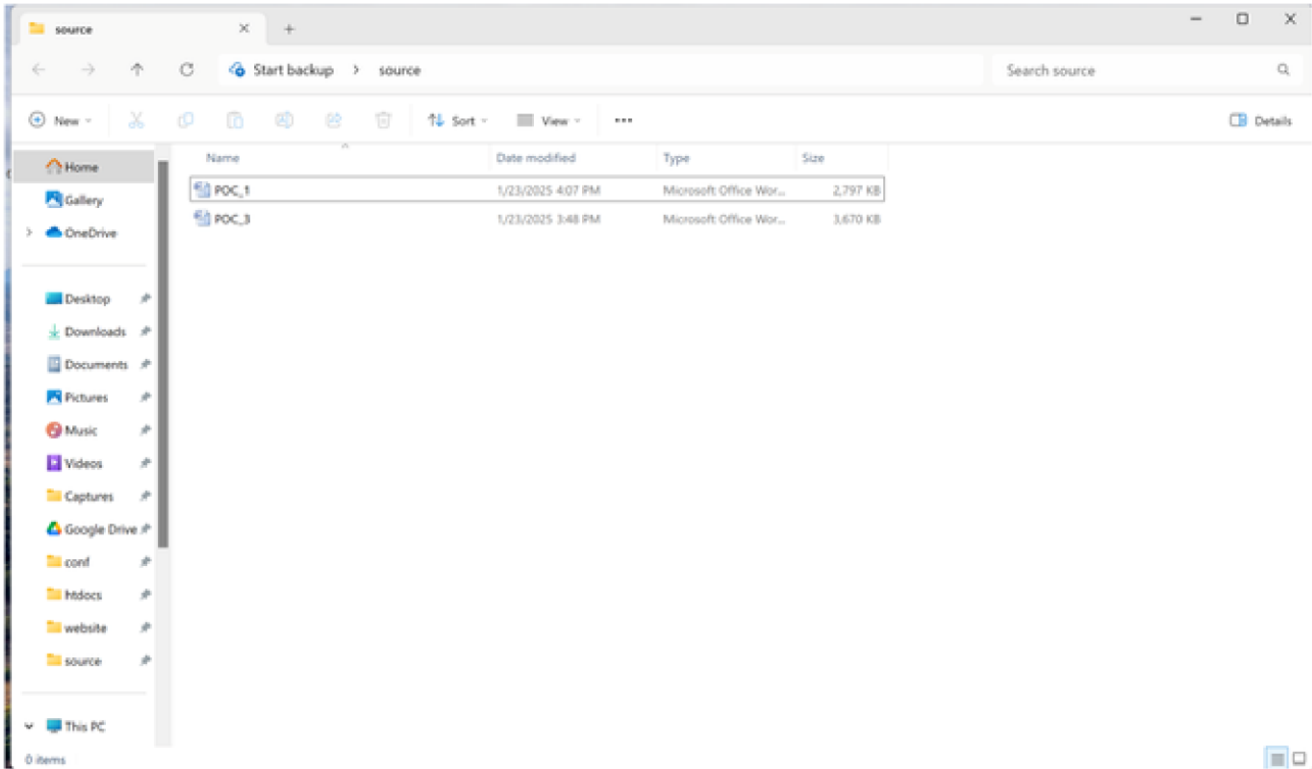 source
Start backup > source
Search source
New
Sort
View
Details
Name Date modified Type Size
POC_1 1/23/2025 4:07 PM Microsoft Office Wor... 2,797 KB
POC_3 1/23/2025 3:48 PM Microsoft Office Wor... 3,670 KB
Home
Gallery
OneDrive
Desktop
Downloads
Documents
Pictures
Music
Videos
Captures
Google Drive
conf
htdocs
website
source
This PC
0 items